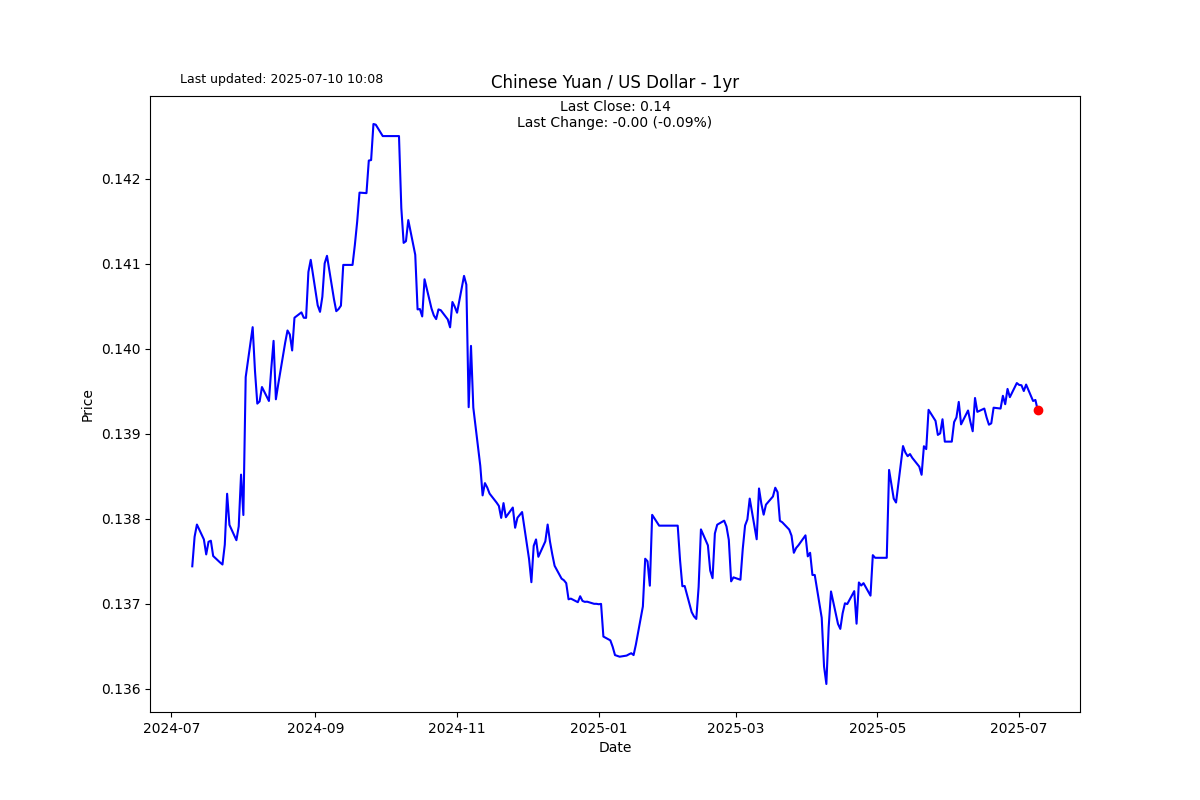 Last updated: 2025-07-10 10:08
Chinese Yuan / US Dollar - 1yr
Last Close: 0.14
Last Change: -0.00 (-0.09%)
0.142
0.141
0.140
0.139
0.138
0.137
0.136
Price
2024-07
2024-09
2024-11
2025-01
2025-03
2025-05
2025-07
Date